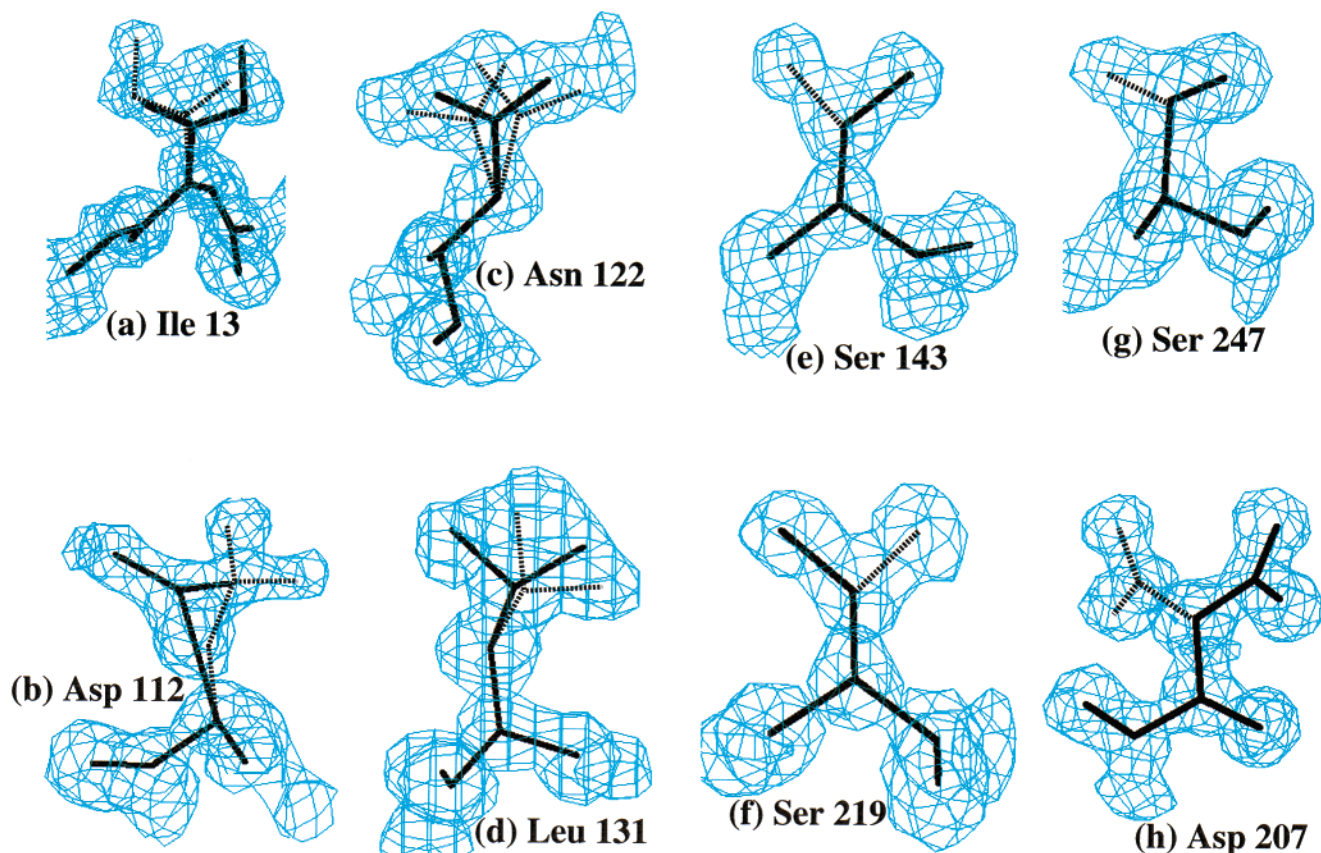 (a) Ile 13
(c) Asn 122
(e) Ser 143
(g) Ser 247
(b) Asp 112
(d) Leu 131
(f) Ser 219
(h) Asp 207